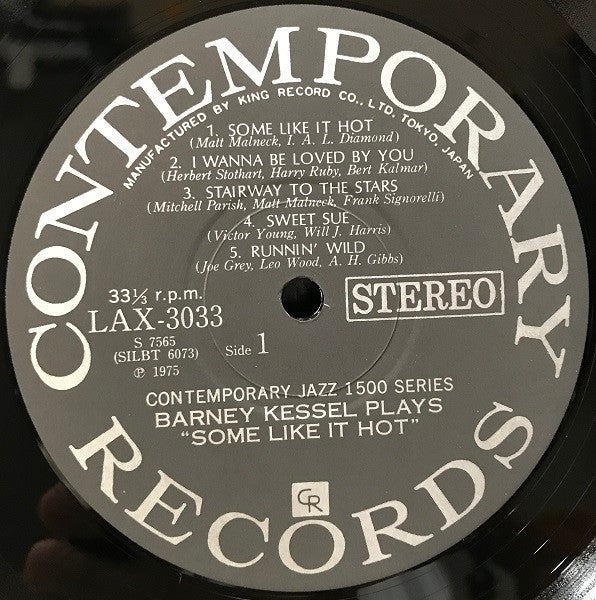 CONTEMPORARY
MANUFACTURED BY KING RECORD CO., LTD. TOKYO, JAPAN
1. SOME LIKE IT HOT
(Matt Malneck, I. A. L. Diamond)
2. I WANNA BE LOVED BY YOU
(Herbert Stothart, Harry Ruby, Bert Kalmar)
3. STAIRWAY TO THE STARS
(Mitchell Parish, Matt Malneck, Frank Signorelli)
4. SWEET SUE
(Victor Young, Will J. Harris)
5. RUNNIN' WILD
(Joe Grey, Leo Wood, A. H. Gibbs)
33⅓ r.p.m.
LAX-3033
STEREO
S 7565
(SILBT 6073)
Side 1
℗ 1975
CONTEMPORARY JAZZ 1500 SERIES
BARNEY KESSEL PLAYS
"SOME LIKE IT HOT"
CR
RECORDS